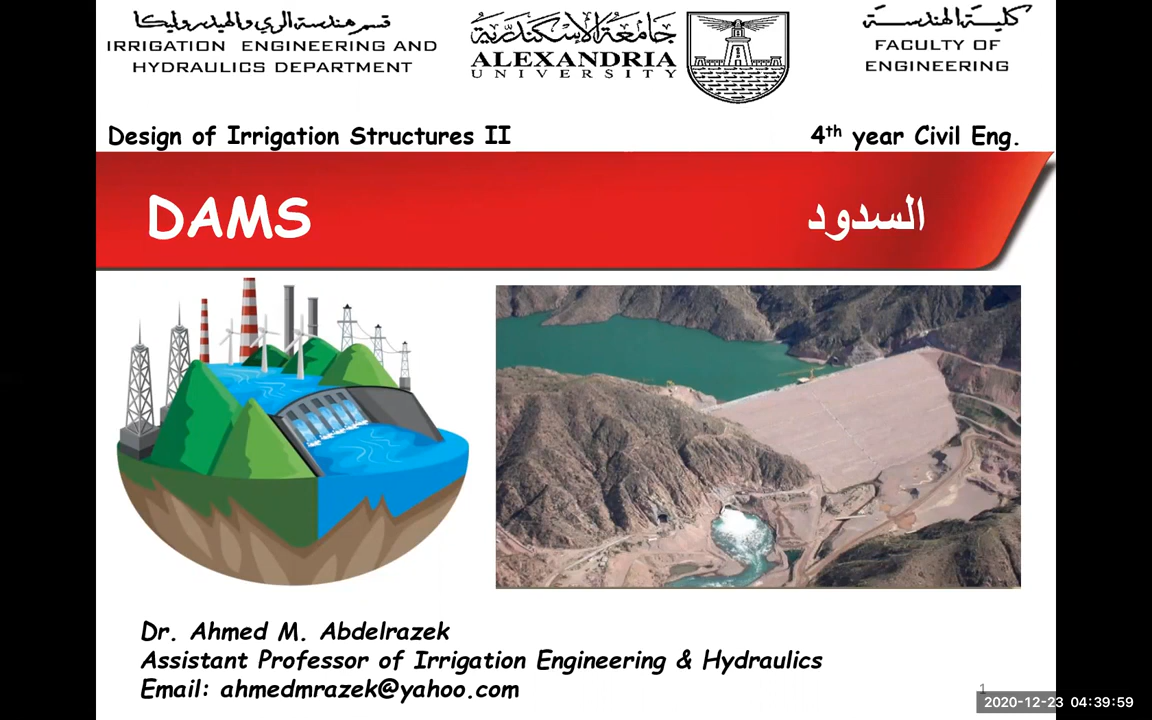 قسم هندسة الري والهيدروليكا
IRRIGATION ENGINEERING AND
HYDRAULICS DEPARTMENT
جامعة الإسكندرية
ALEXANDRIA
UNIVERSITY
كلية الهندسة
FACULTY OF
ENGINEERING
Design of Irrigation Structures II
4th year Civil Eng.
DAMS
السدود
Dr. Ahmed M. Abdelrazek
Assistant Professor of Irrigation Engineering & Hydraulics
Email: ahmedmrazek@yahoo.com
1
2020-12-23 04:39:59